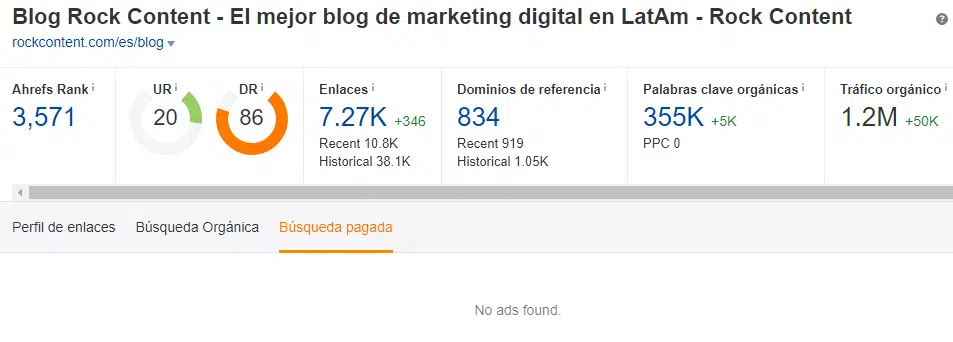 Blog Rock Content - El mejor blog de marketing digital en LatAm - Rock Content
rockcontent.com/es/blog
Ahrefs Rank i
3,571
UR i
20
DR i
86
Enlaces i
7.27K +346
Recent 10.8K
Historical 38.1K
Dominios de referencia i
834
Recent 919
Historical 1.05K
Palabras clave orgánicas i
355K +5K
PPC 0
Tráfico orgánico i
1.2M +50K
Perfil de enlaces Búsqueda Orgánica Búsqueda pagada
No ads found.